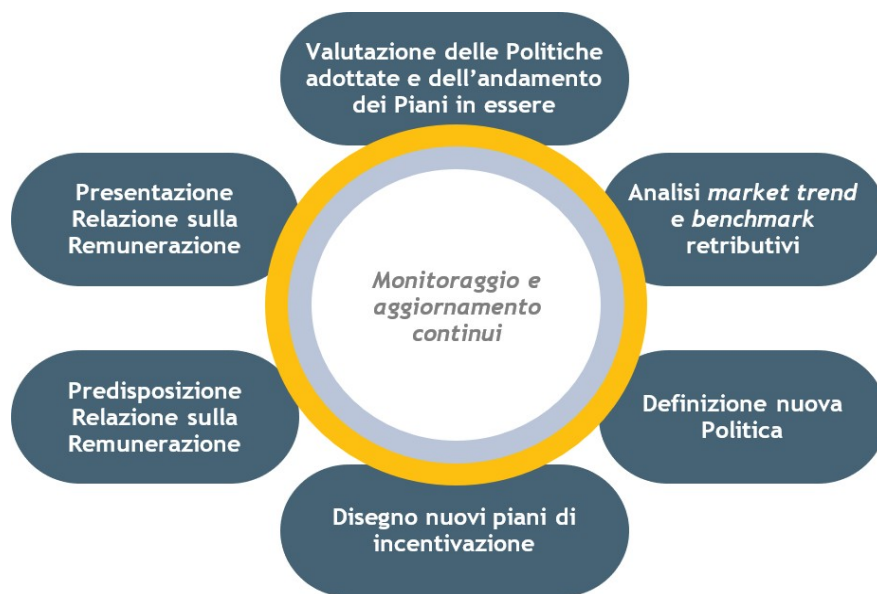 Valutazione delle Politiche
adottate e dell'andamento
dei Piani in essere
Analisi market trend
e benchmark
retributivi
Definizione nuova
Politica
Disegno nuovi piani di
incentivazione
Predisposizione
Relazione sulla
Remunerazione
Presentazione
Relazione sulla
Remunerazione
Monitoraggio e
aggiornamento
continui